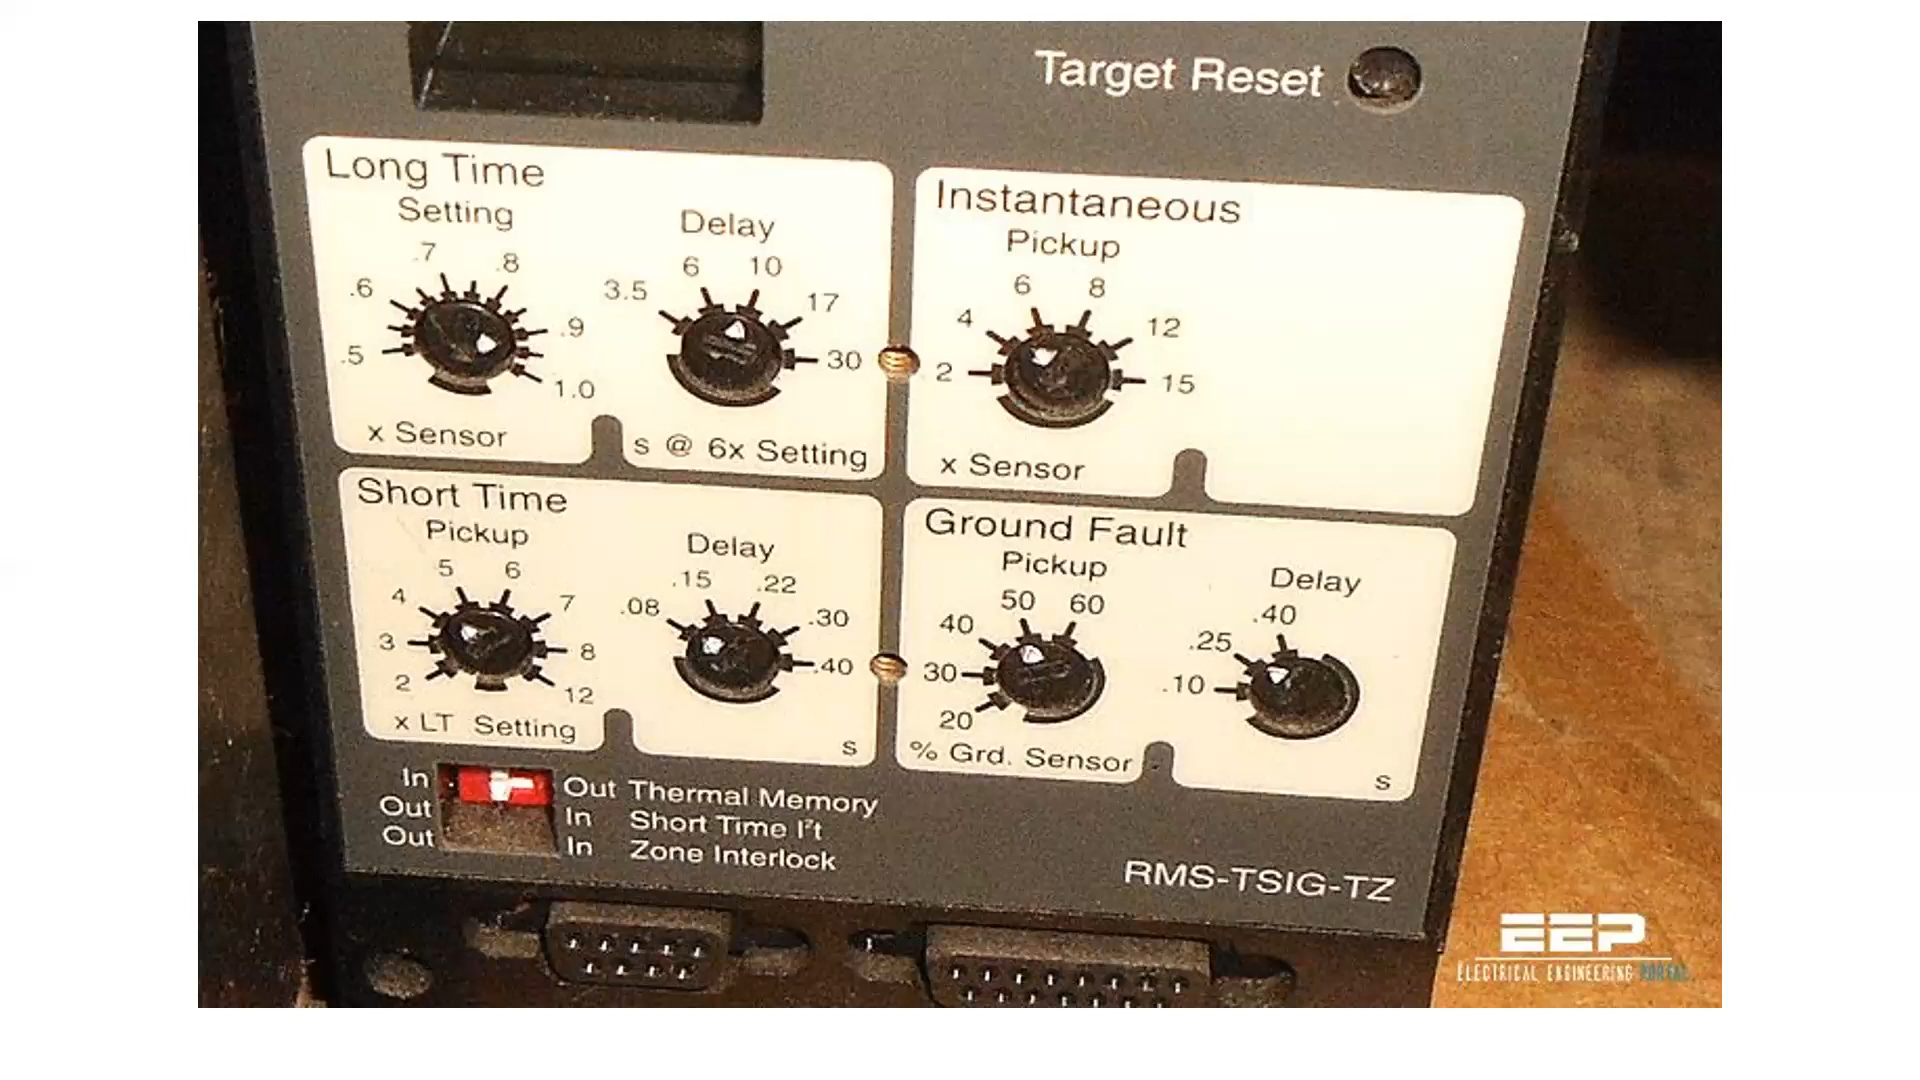 Target Reset
Long Time
Setting
.5 .6 .7 .8 .9 1.0
x Sensor
Delay
3.5 6 10 17 30
s @ 6x Setting
Instantaneous
Pickup
2 4 6 8 12 15
x Sensor
Short Time
Pickup
2 3 4 5 6 7 8 12
x LT Setting
Delay
.08 .15 .22 .30 .40
s
Ground Fault
Pickup
20 30 40 50 60
% Grd. Sensor
Delay
.10 .25 .40
s
In Out Thermal Memory
Out In Short Time I²t
Out In Zone Interlock
RMS-TSIG-TZ
EEP
ELECTRICAL ENGINEERING PORTAL